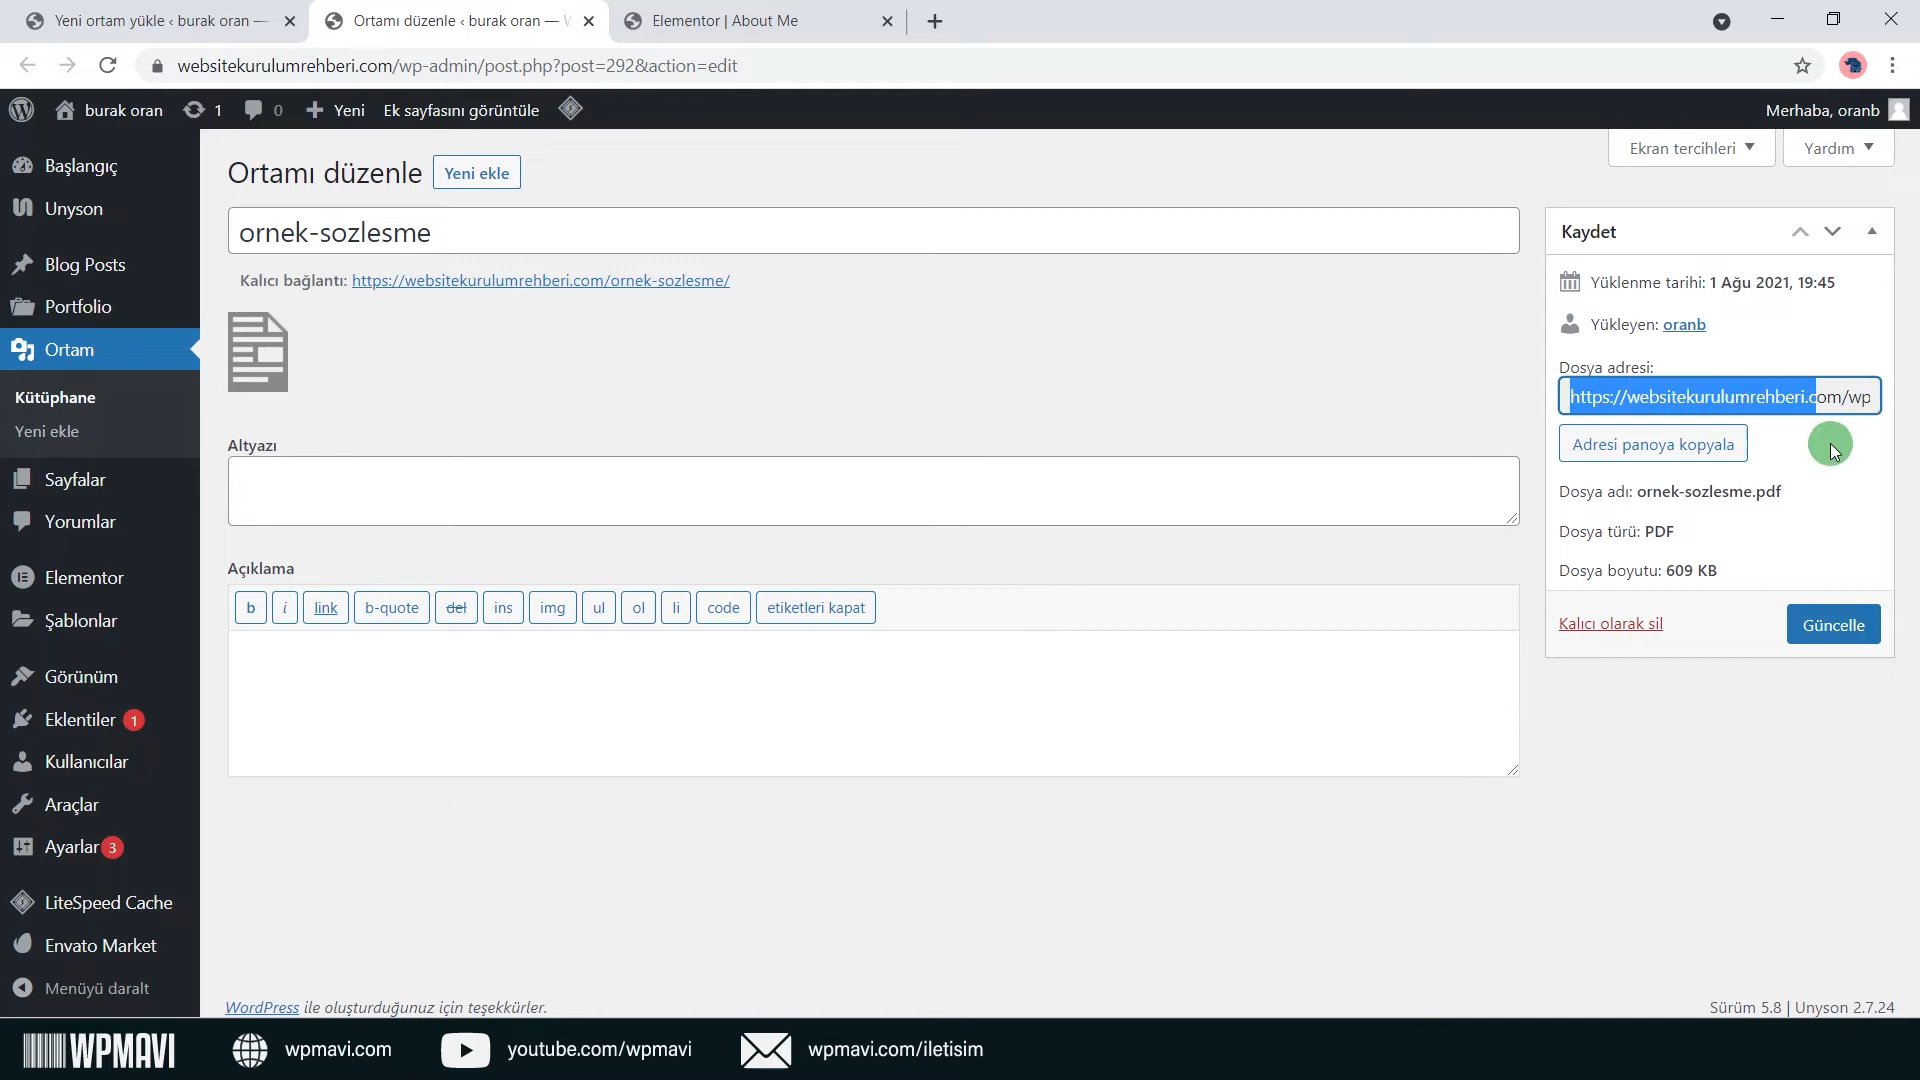 Yeni ortam yükle ‹ burak oran —
Ortamı düzenle ‹ burak oran — W
Elementor | About Me
websitekurulumrehberi.com/wp-admin/post.php?post=292&action=edit
burak oran
1
0
Yeni
Ek sayfasını görüntüle
Merhaba, oranb
Başlangıç
Unyson
Blog Posts
Portfolio
Ortam
Kütüphane
Yeni ekle
Sayfalar
Yorumlar
Elementor
Şablonlar
Görünüm
Eklentiler 1
Kullanıcılar
Araçlar
Ayarlar 3
LiteSpeed Cache
Envato Market
Menüyü daralt
Ekran tercihleri
Yardım
Ortamı düzenle
Yeni ekle
ornek-sozlesme
Kalıcı bağlantı: https://websitekurulumrehberi.com/ornek-sozlesme/
Altyazı
Açıklama
b
i
link
b-quote
del
ins
img
ul
ol
li
code
etiketleri kapat
Kaydet
Yüklenme tarihi: 1 Ağu 2021, 19:45
Yükleyen: oranb
Dosya adresi:
https://websitekurulumrehberi.com/wp
Adresi panoya kopyala
Dosya adı: ornek-sozlesme.pdf
Dosya türü: PDF
Dosya boyutu: 609 KB
Kalıcı olarak sil
Güncelle
WordPress ile oluşturduğunuz için teşekkürler.
Sürüm 5.8 | Unyson 2.7.24
WPMAVI
wpmavi.com
youtube.com/wpmavi
wpmavi.com/iletisim